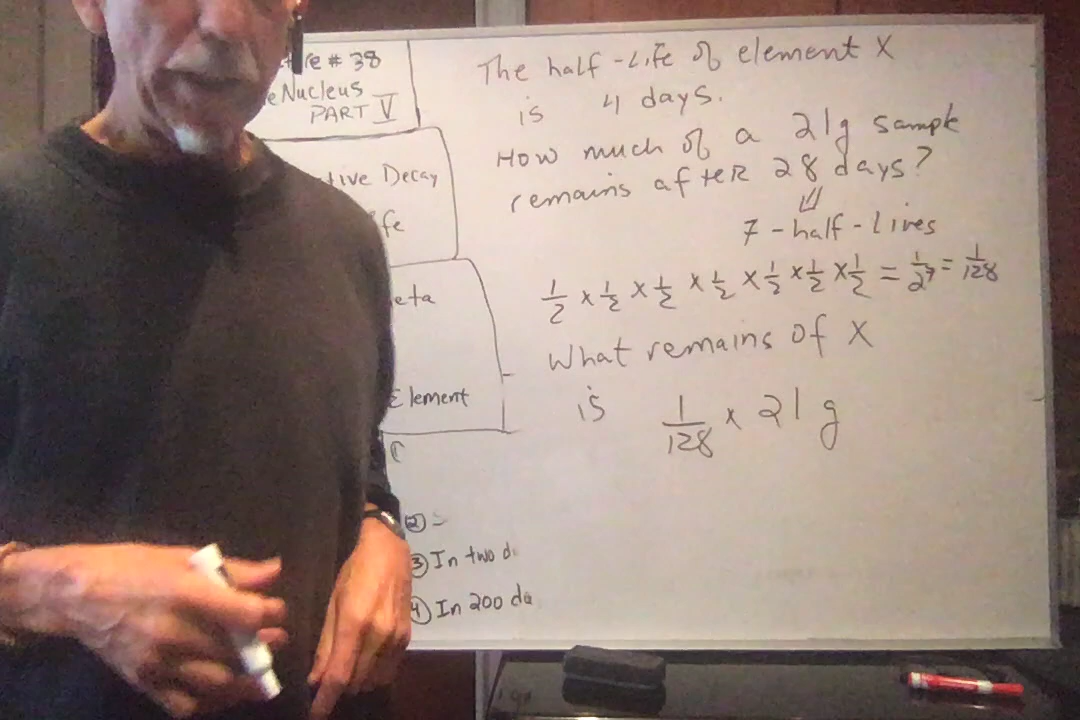 re # 38
e Nucleus
PART V
tive Decay
fe
eta
Element
C
②
③ In two d
④ In 200 da
The half-Life of element X
is 4 days.
How much of a 21g sample
remains after 28 days?
⇓
7-half-Lives
1/2 × 1/2 × 1/2 × 1/2 × 1/2 × 1/2 × 1/2 = 1/2⁷ = 1/128
What remains of X
is 1/128 × 21 g